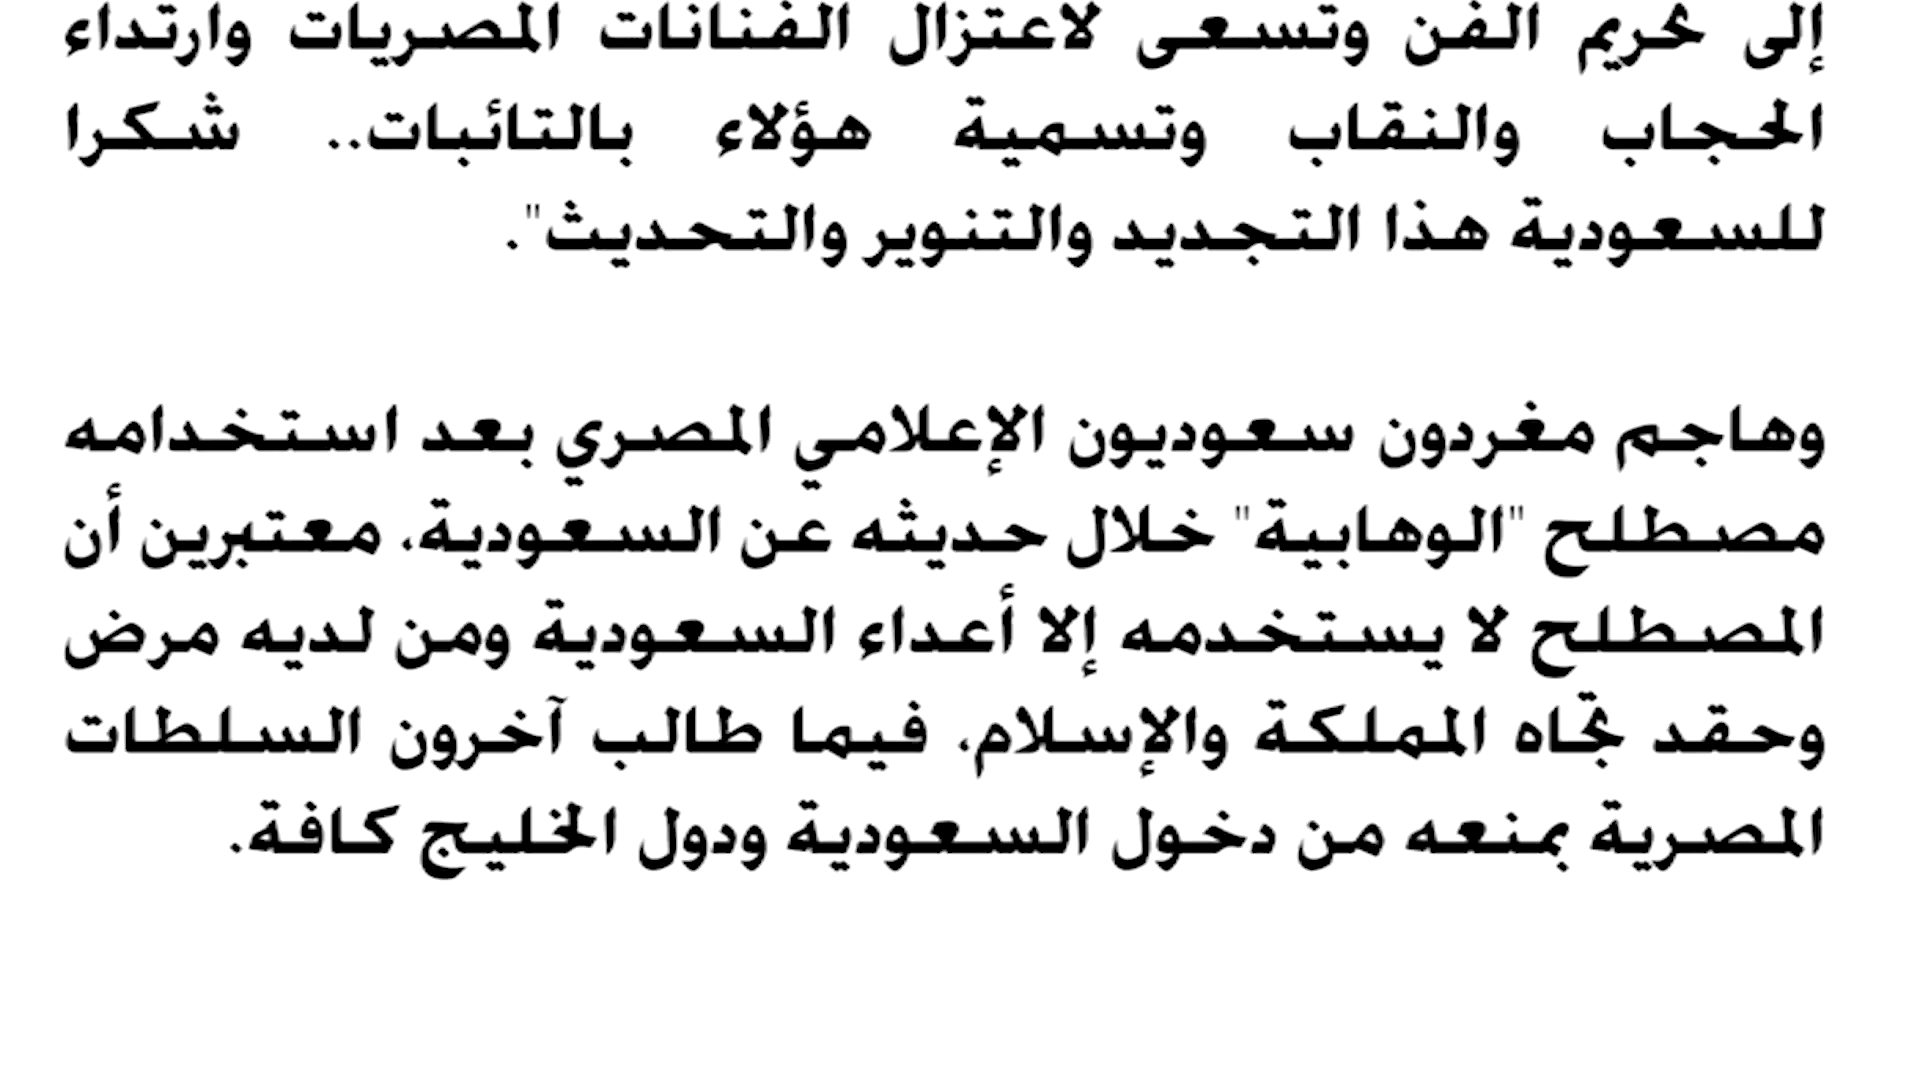 إلى تحريم الفن وتسعى لاعتزال الفنانات المصريات وارتداء
الحجاب والنقاب وتسمية هؤلاء بالتائبات.. شكرا
للسعودية هذا التجديد والتنوير والتحديث".
وهاجم مغردون سعوديون الإعلامي المصري بعد استخدامه
مصطلح "الوهابية" خلال حديثه عن السعودية، معتبرين أن
المصطلح لا يستخدمه إلا أعداء السعودية ومن لديه مرض
وحقد تجاه المملكة والإسلام، فيما طالب آخرون السلطات
المصرية بمنعه من دخول السعودية ودول الخليج كافة.